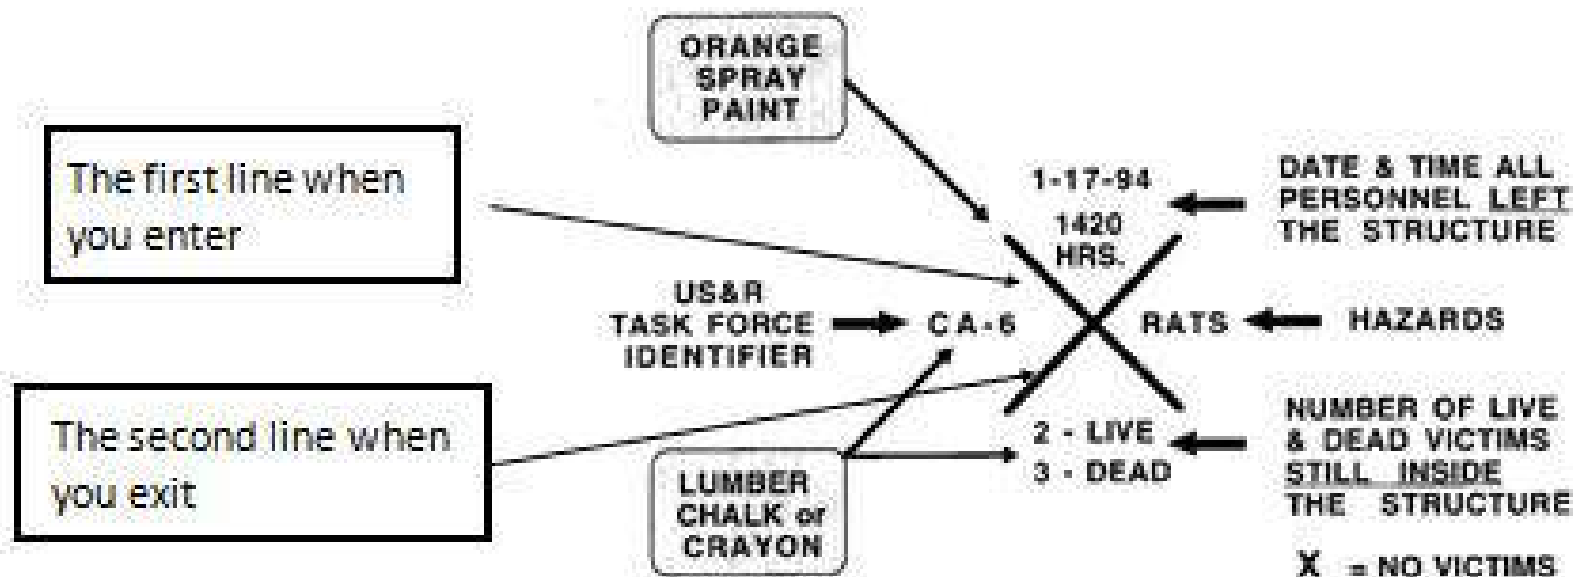 ORANGE
SPRAY
PAINT
The first line when
you enter
1-17-94
1420
HRS.
DATE & TIME ALL
PERSONNEL LEFT
THE STRUCTURE
US&R
TASK FORCE
IDENTIFIER
CA-6
RATS
HAZARDS
The second line when
you exit
2 - LIVE
3 - DEAD
NUMBER OF LIVE
& DEAD VICTIMS
STILL INSIDE
THE STRUCTURE
LUMBER
CHALK or
CRAYON
X = NO VICTIMS